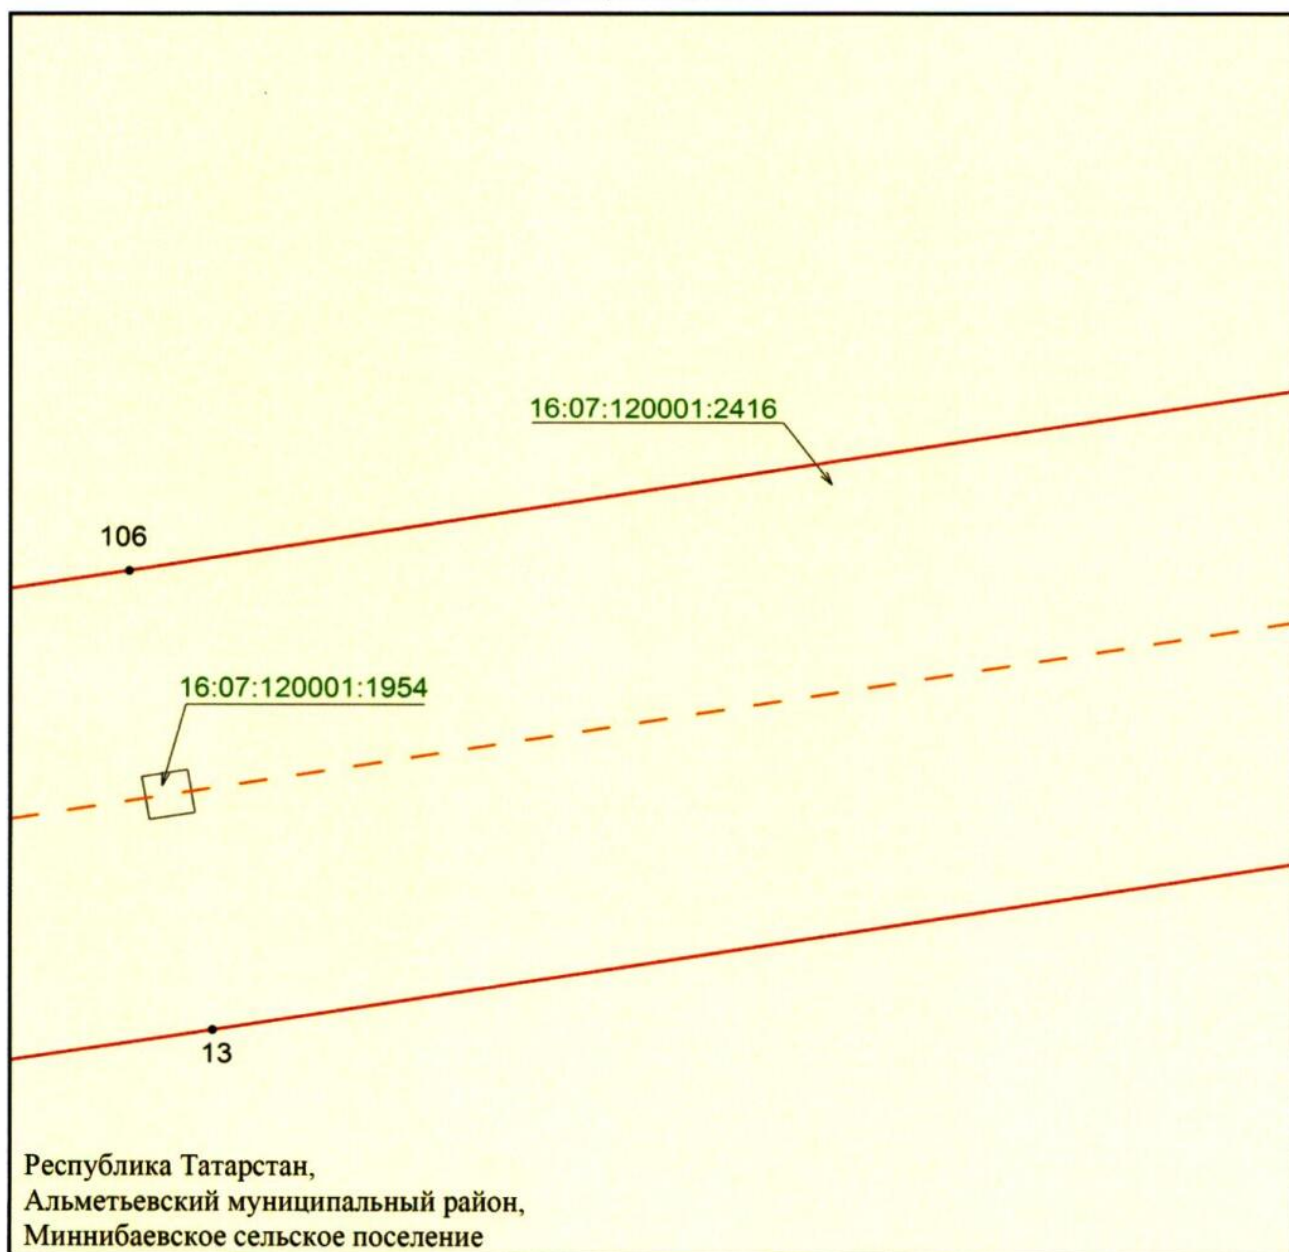 16:07:120001:2416
106
16:07:120001:1954
13
Республика Татарстан,
Альметьевский муниципальный район,
Миннибаевское сельское поселение